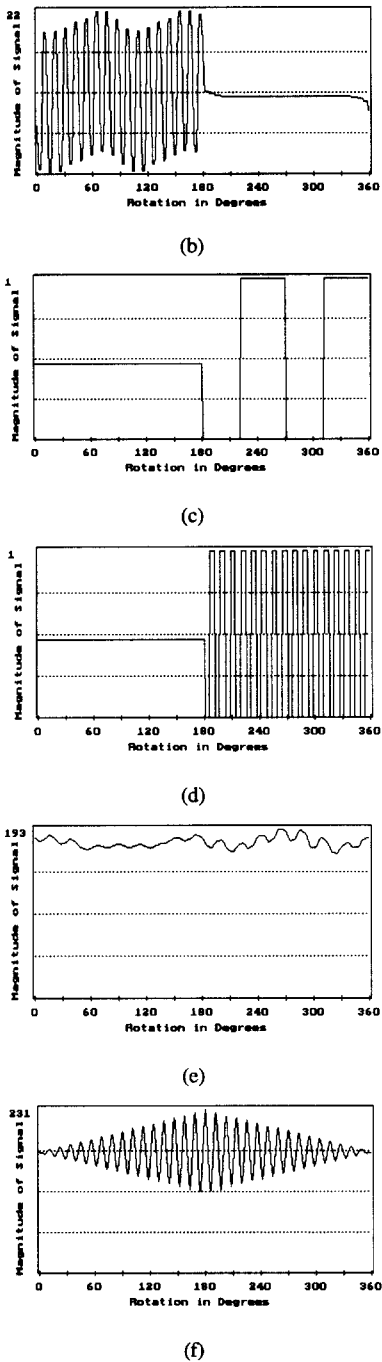 22
Magnitude of Signal
0 60 120 180 240 300 360
Rotation in Degrees
(b)
1
Magnitude of Signal
0 60 120 180 240 300 360
Rotation in Degrees
(c)
1
Magnitude of Signal
0 60 120 180 240 300 360
Rotation in Degrees
(d)
193
Magnitude of Signal
0 60 120 180 240 300 360
Rotation in Degrees
(e)
231
Magnitude of Signal
0 60 120 180 240 300 360
Rotation in Degrees
(f)